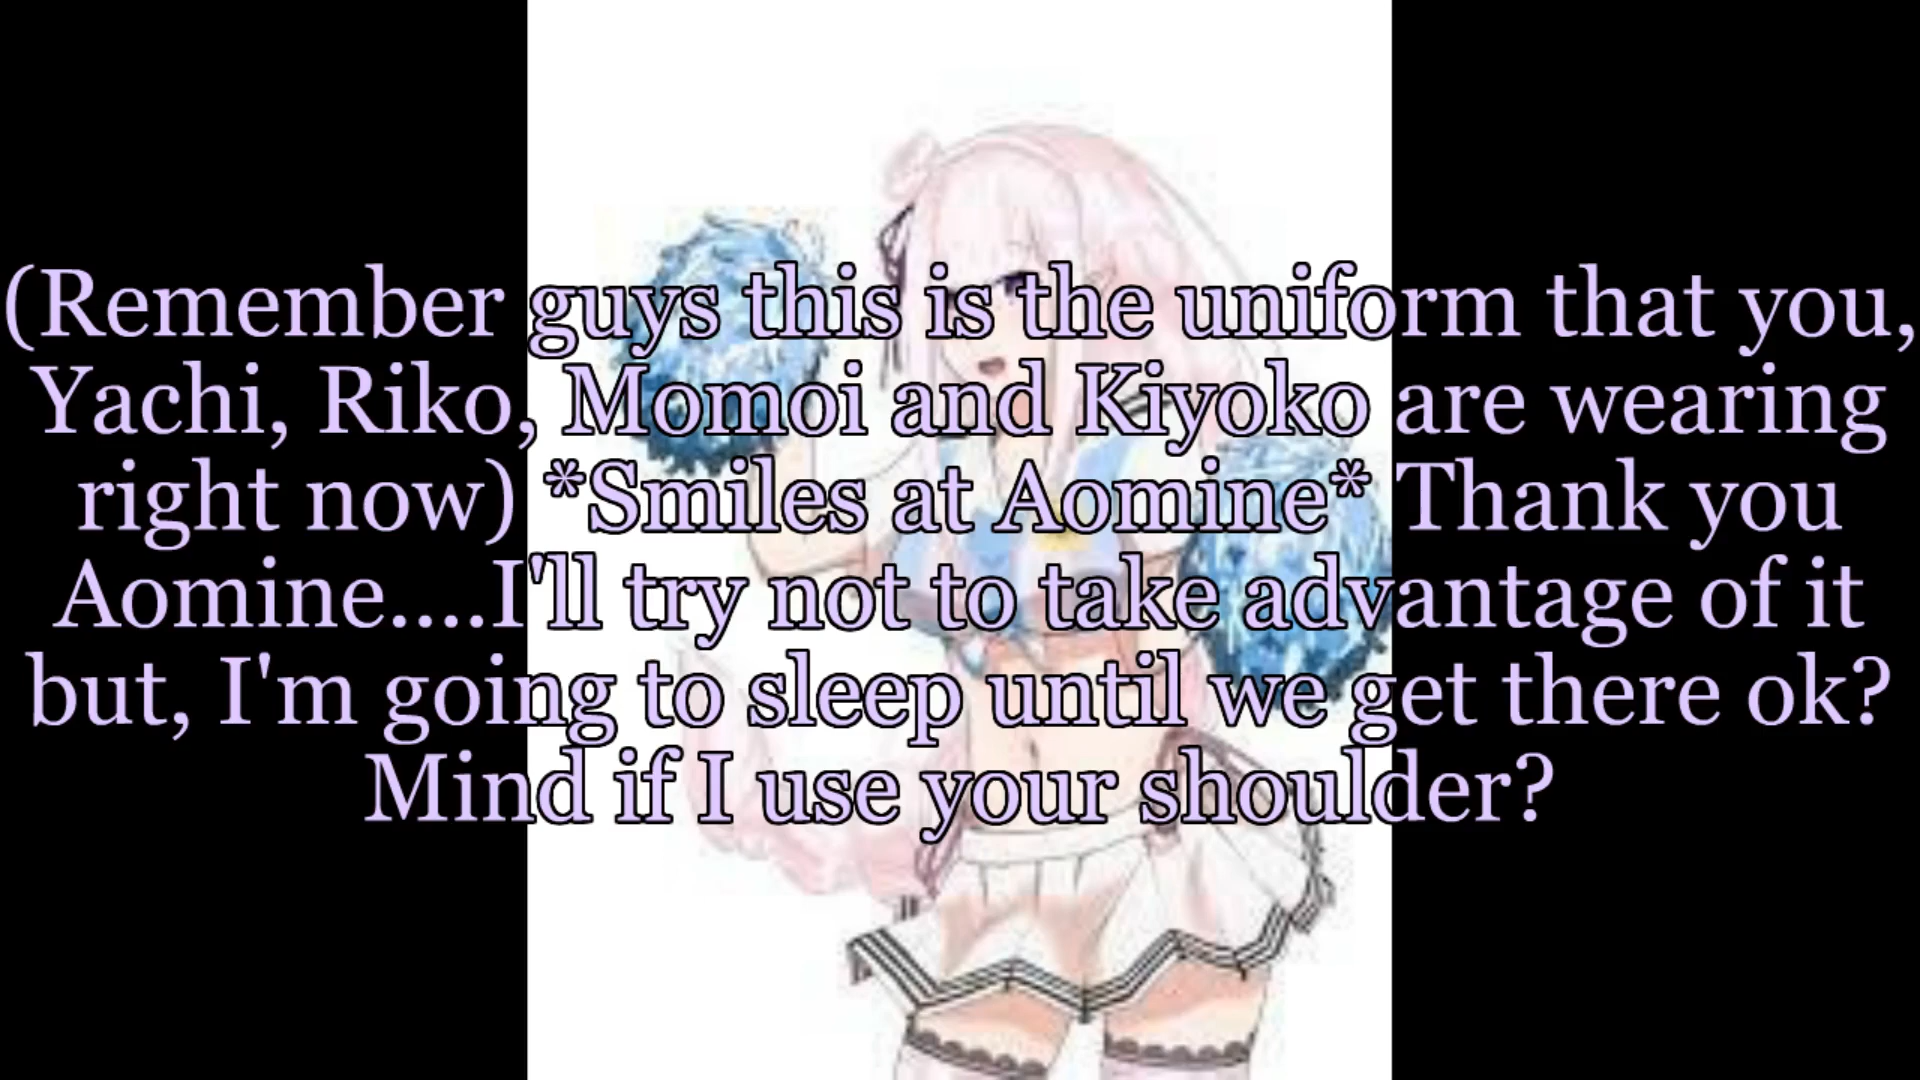 (Remember guys this is the uniform that you,
Yachi, Riko, Momoi and Kiyoko are wearing
right now) *Smiles at Aomine* Thank you
Aomine....I'll try not to take advantage of it
but, I'm going to sleep until we get there ok?
Mind if I use your shoulder?